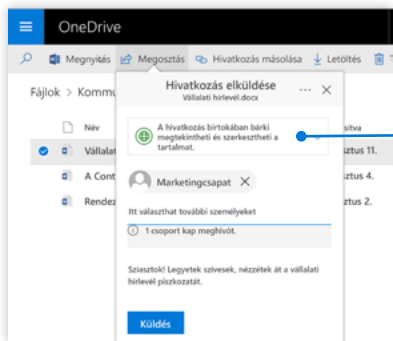 OneDrive
Megnyitás Megosztás Hivatkozás másolása Letöltés
Fájlok > Kommu
Hivatkozás elküldése
Vállalati hírlevél.docx
A hivatkozás birtokában bárki
megtekintheti és szerkesztheti a
tartalmat.
Név
sítva
Vállalat
sztus 11.
A Cont
sztus 4.
Rendez
sztus 2.
Marketingcsapat
Itt választhat további személyeket
1 csoport kap meghívót.
Sziasztok! Legyetek szívesek, nézzétek át a vállalati
hírlevél piszkozatát.
Küldés